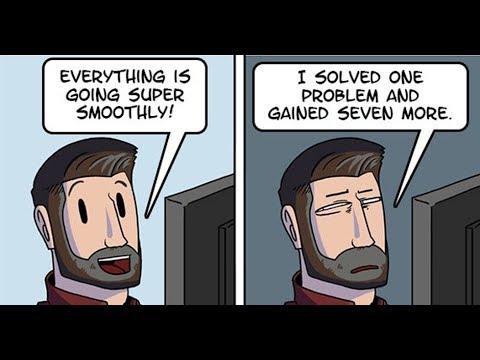 EVERYTHING IS
GOING SUPER
SMOOTHLY!
I SOLVED ONE
PROBLEM AND
GAINED SEVEN MORE.